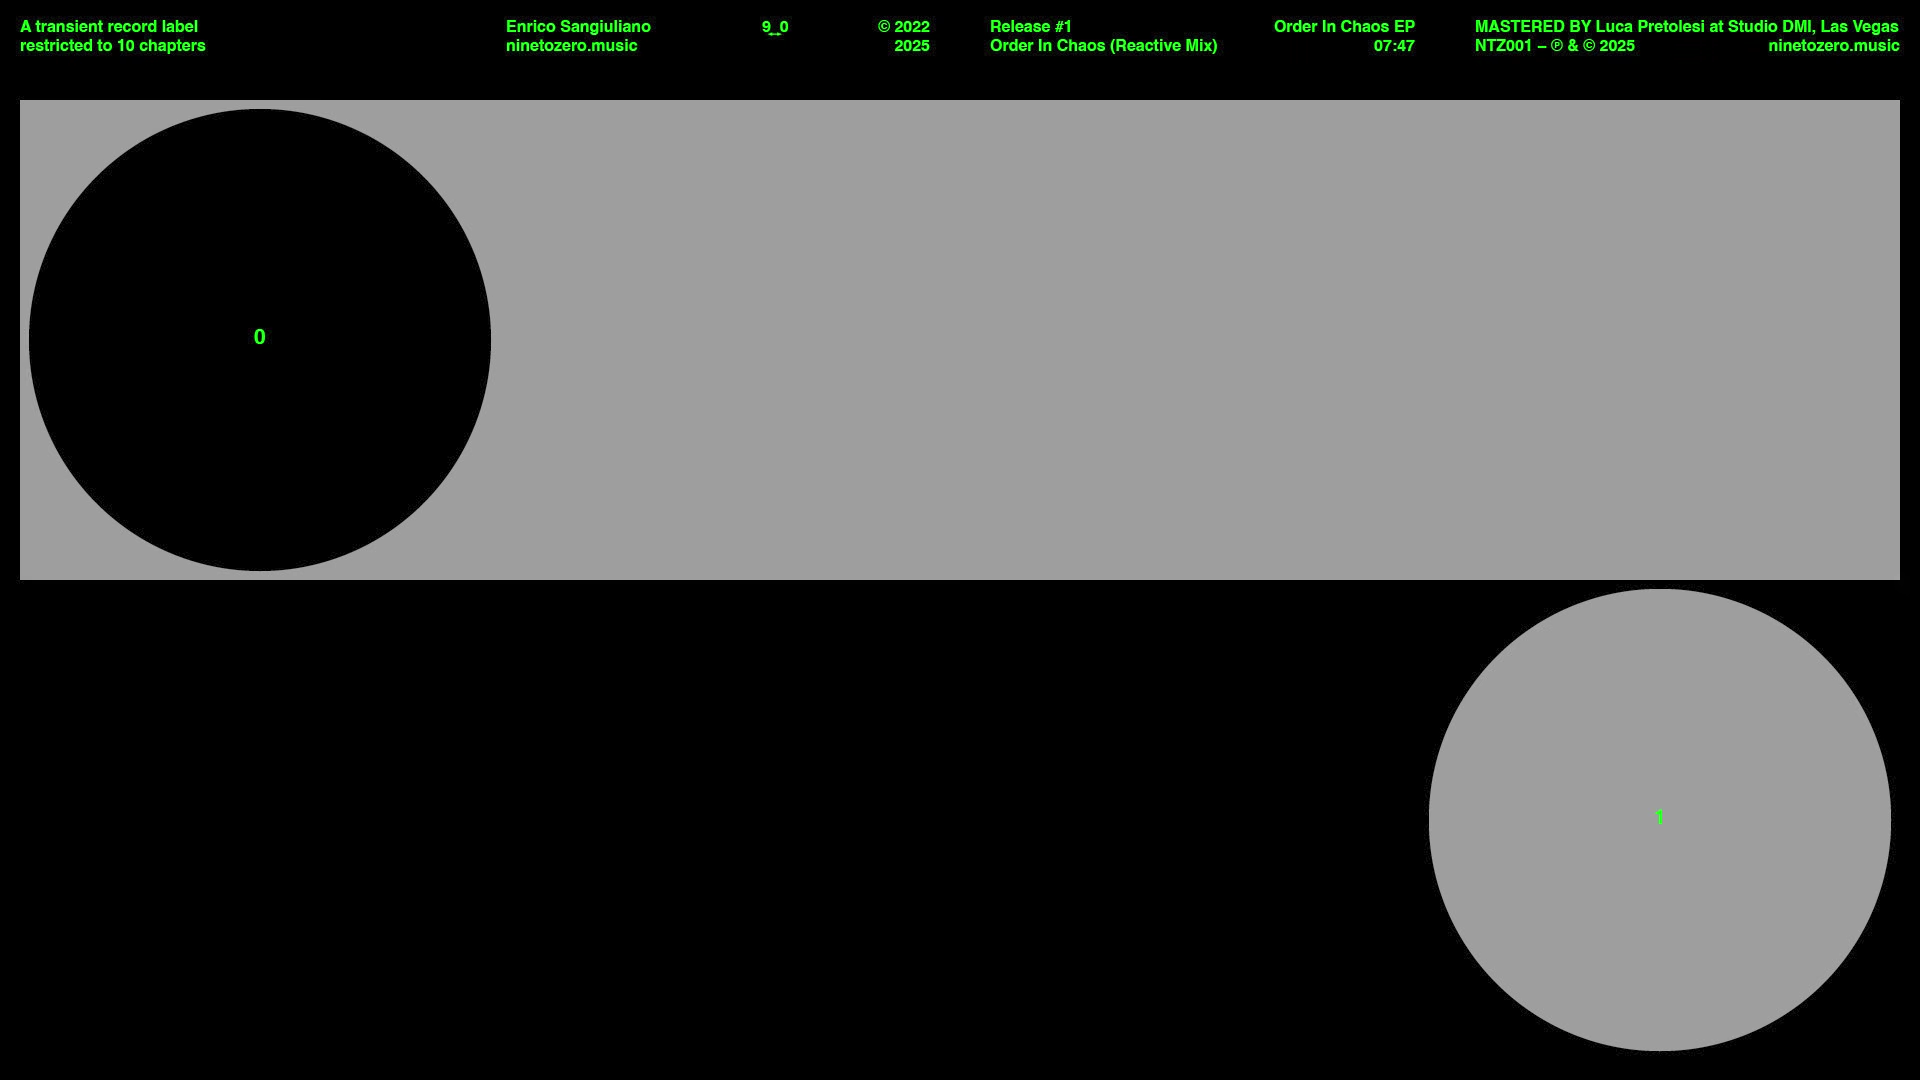 A transient record label
restricted to 10 chapters
Enrico Sangiuliano
ninetozero.music
9_0
© 2022
2025
Release #1
Order In Chaos (Reactive Mix)
Order In Chaos EP
07:47
MASTERED BY Luca Pretolesi at Studio DMI, Las Vegas
NTZ001 – ℗ & © 2025
ninetozero.music
0
1